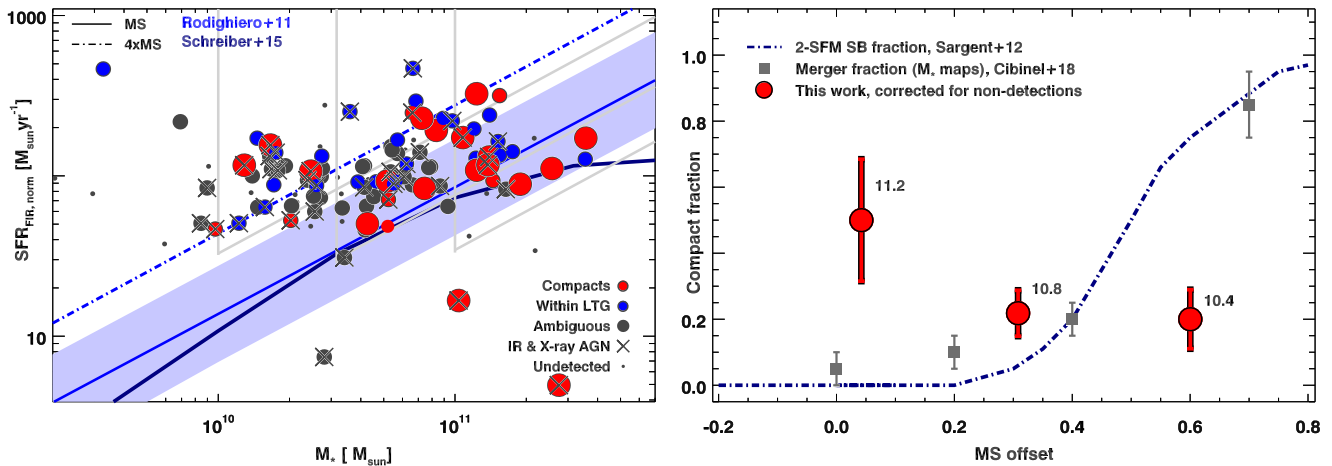 1000
MS
Rodighiero+11
4xMS
Schreiber+15
100
10
SFR_FIR, norm [M_sun yr^-1]
Compacts
Within LTG
Ambiguous
IR & X-ray AGN
Undetected
10^10
10^11
M_* [ M_sun]
2-SFM SB fraction, Sargent+12
Merger fraction (M_* maps), Cibinel+18
This work, corrected for non-detections
1.0
0.8
0.6
0.4
0.2
0.0
Compact fraction
11.2
10.8
10.4
-0.2
0.0
0.2
0.4
0.6
0.8
MS offset